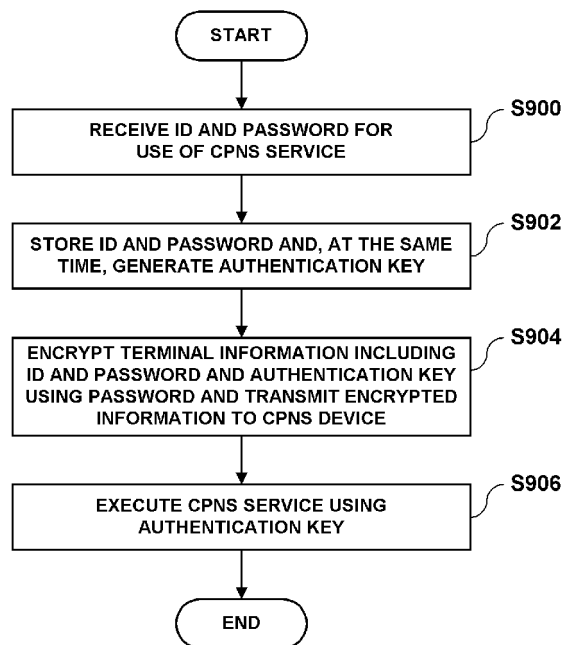 START
S900
RECEIVE ID AND PASSWORD FOR
USE OF CPNS SERVICE
S902
STORE ID AND PASSWORD AND, AT THE SAME
TIME, GENERATE AUTHENTICATION KEY
S904
ENCRYPT TERMINAL INFORMATION INCLUDING
ID AND PASSWORD AND AUTHENTICATION KEY
USING PASSWORD AND TRANSMIT ENCRYPTED
INFORMATION TO CPNS DEVICE
S906
EXECUTE CPNS SERVICE USING
AUTHENTICATION KEY
END